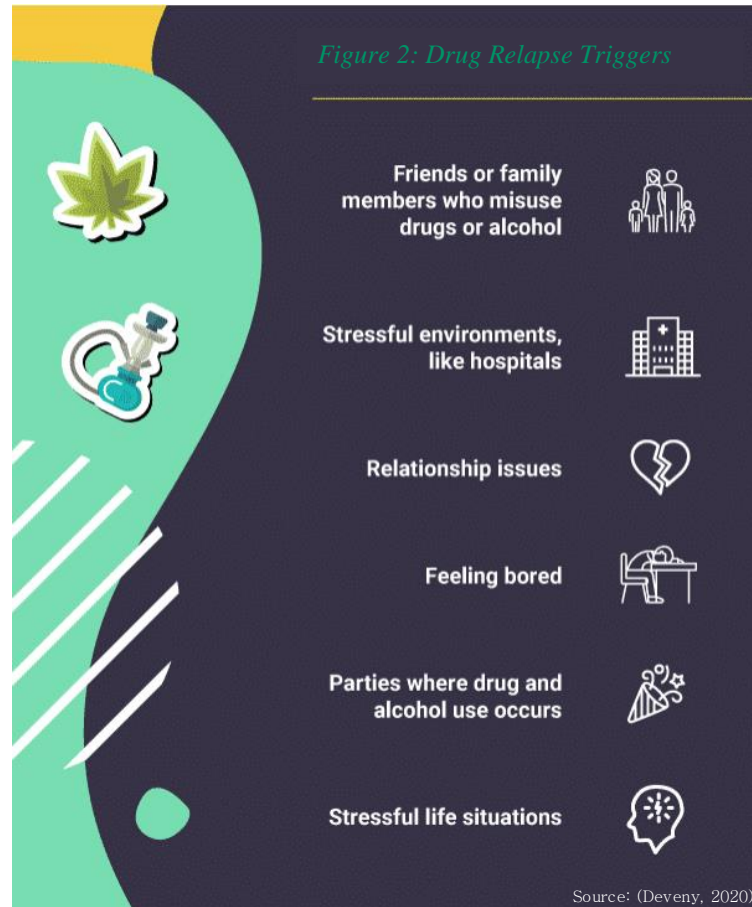 Figure 2: Drug Relapse Triggers
Friends or family
members who misuse
drugs or alcohol
Stressful environments,
like hospitals
Relationship issues
Feeling bored
Parties where drug and
alcohol use occurs
Stressful life situations
Source: (Deveny, 2020)